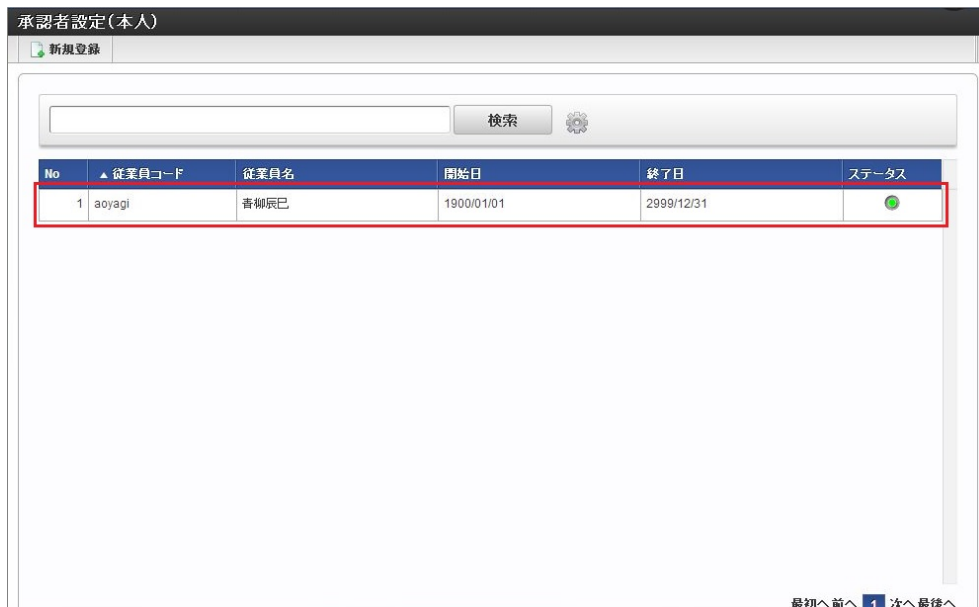 承認者設定(本人)
新規登録
検索
No ▲ 従業員コード 従業員名 開始日 終了日 ステータス
1 aoyagi 青柳辰巳 1900/01/01 2999/12/31
最初へ 前へ 1 次へ 最後へ